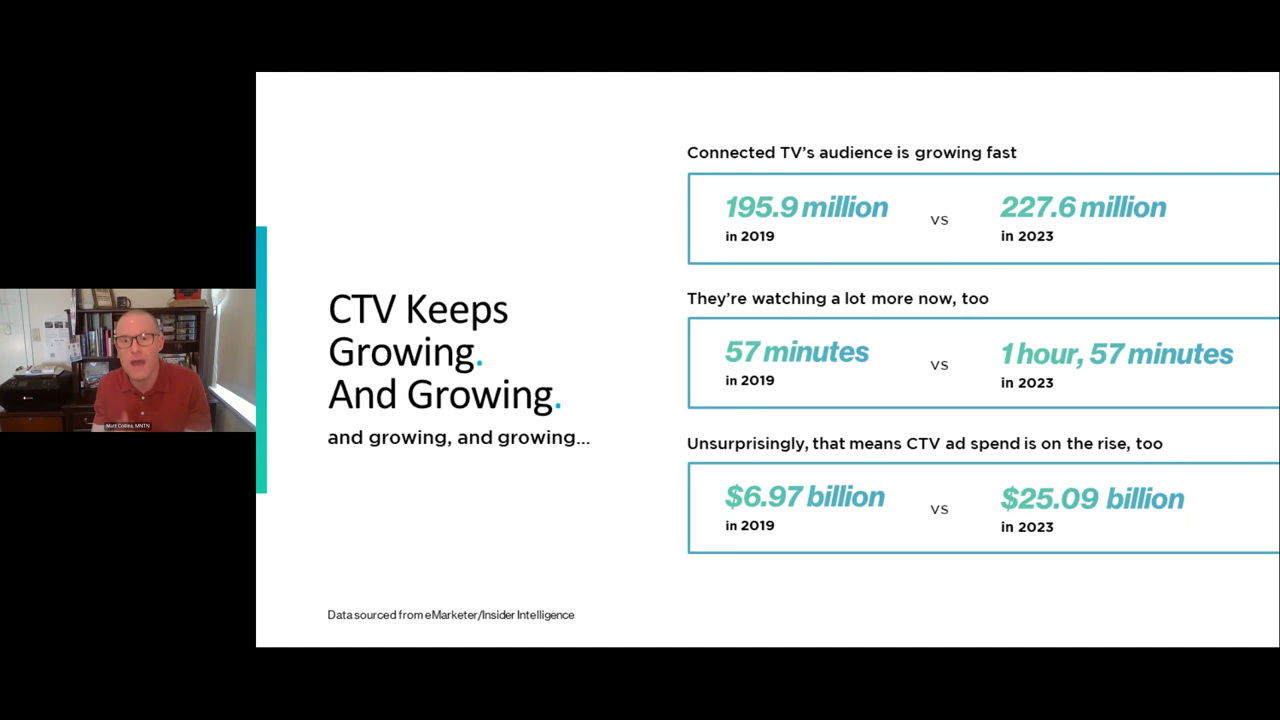 Connected TV's audience is growing fast
195.9 million vs 227.6 million
in 2019 in 2023
They're watching a lot more now, too
57 minutes vs 1 hour, 57 minutes
in 2019 in 2023
Unsurprisingly, that means CTV ad spend is on the rise, too
$6.97 billion vs $25.09 billion
in 2019 in 2023
CTV Keeps
Growing.
And Growing.
and growing, and growing...
Data sourced from eMarketer/Insider Intelligence
Matt Collins, MNTN